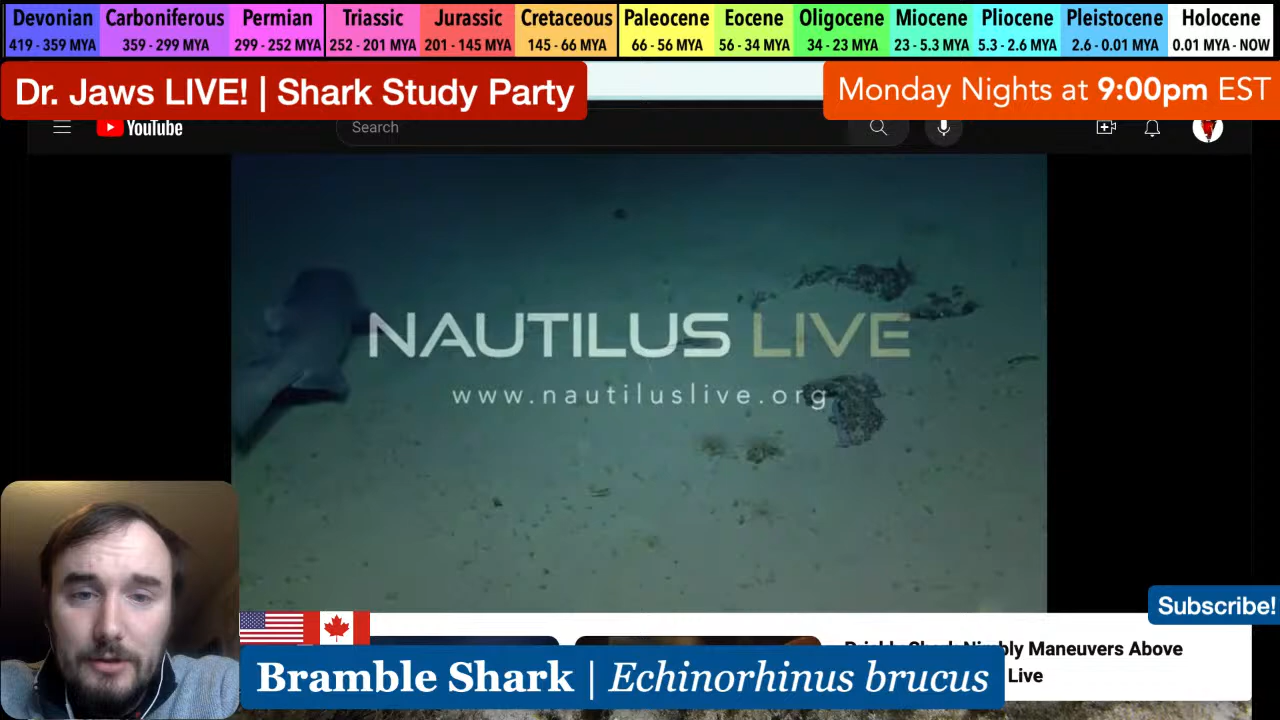 Devonian Carboniferous Permian Triassic Jurassic Cretaceous Paleocene Eocene Oligocene Miocene Pliocene Pleistocene Holocene
419 - 359 MYA 359 - 299 MYA 299 - 252 MYA 252 - 201 MYA 201 - 145 MYA 145 - 66 MYA 66 - 56 MYA 56 - 34 MYA 34 - 23 MYA 23 - 5.3 MYA 5.3 - 2.6 MYA 2.6 - 0.01 MYA 0.01 MYA - NOW
Dr. Jaws LIVE! | Shark Study Party
Monday Nights at 9:00pm EST
YouTube
Search
NAUTILUS LIVE
www.nautiluslive.org
Subscribe!
Maneuvers Above
Live
Bramble Shark | Echinorhinus brucus